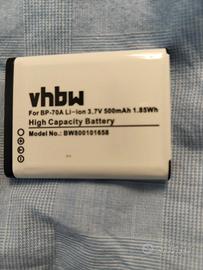 vhbw
For BP-70A Li-Ion 3.7V 500mAh 1.85Wh
High Capacity Battery
Model No.: BW800101658